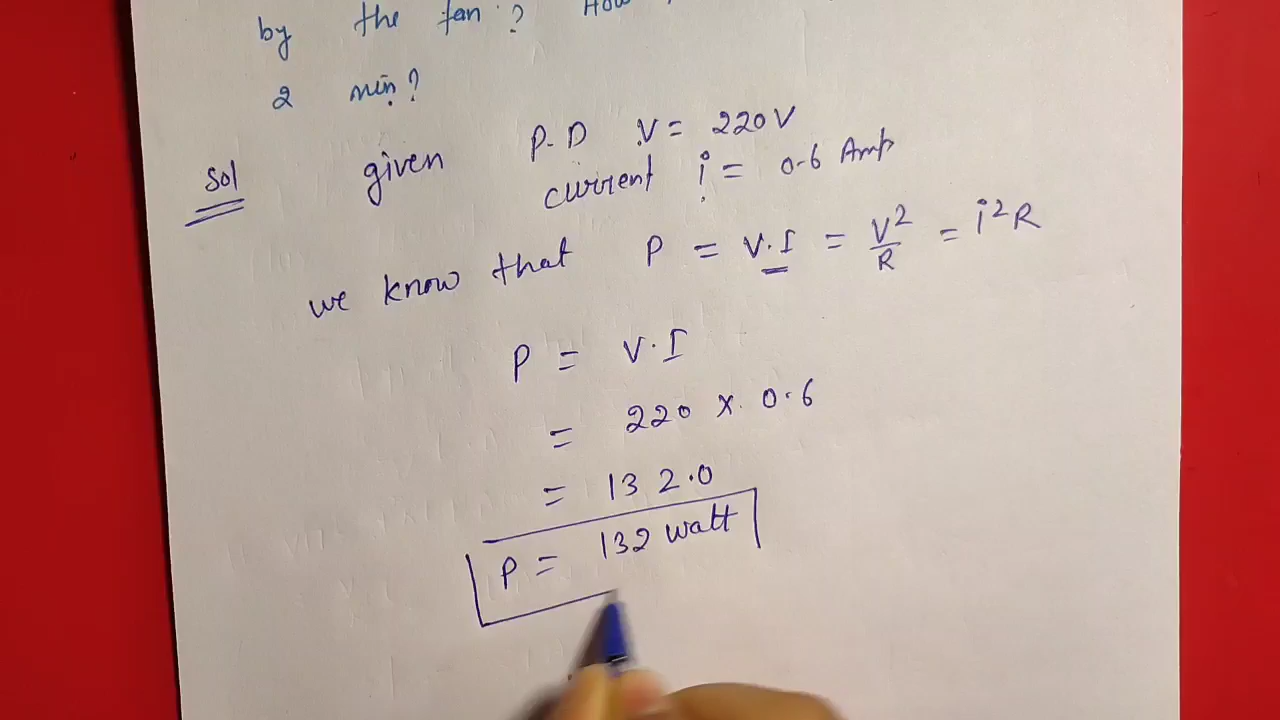 by the fan? How
2 min?
Sol given P.D V = 220V
current i = 0.6 Amp
we know that P = V.I = V²/R = i²R
P = V.I
= 220 x 0.6
= 132.0
P = 132 watt